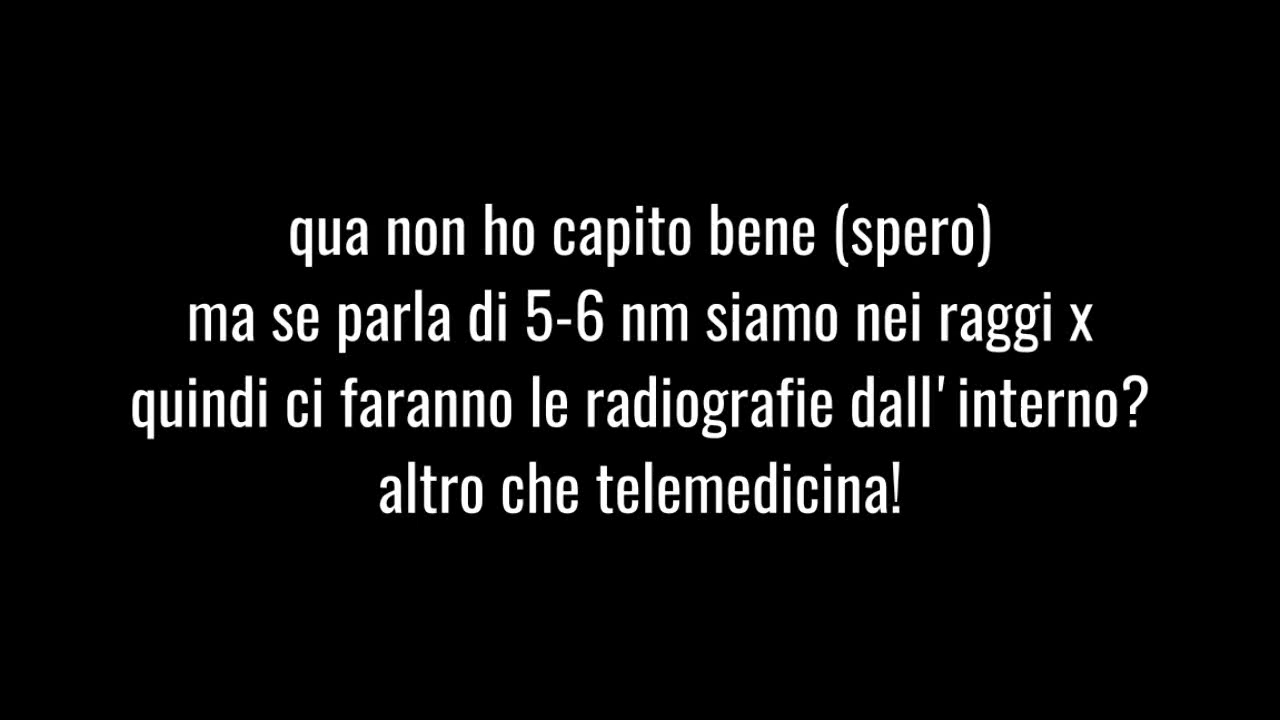 qua non ho capito bene (spero)
ma se parla di 5-6 nm siamo nei raggi x
quindi ci faranno le radiografie dall'interno?
altro che telemedicina!